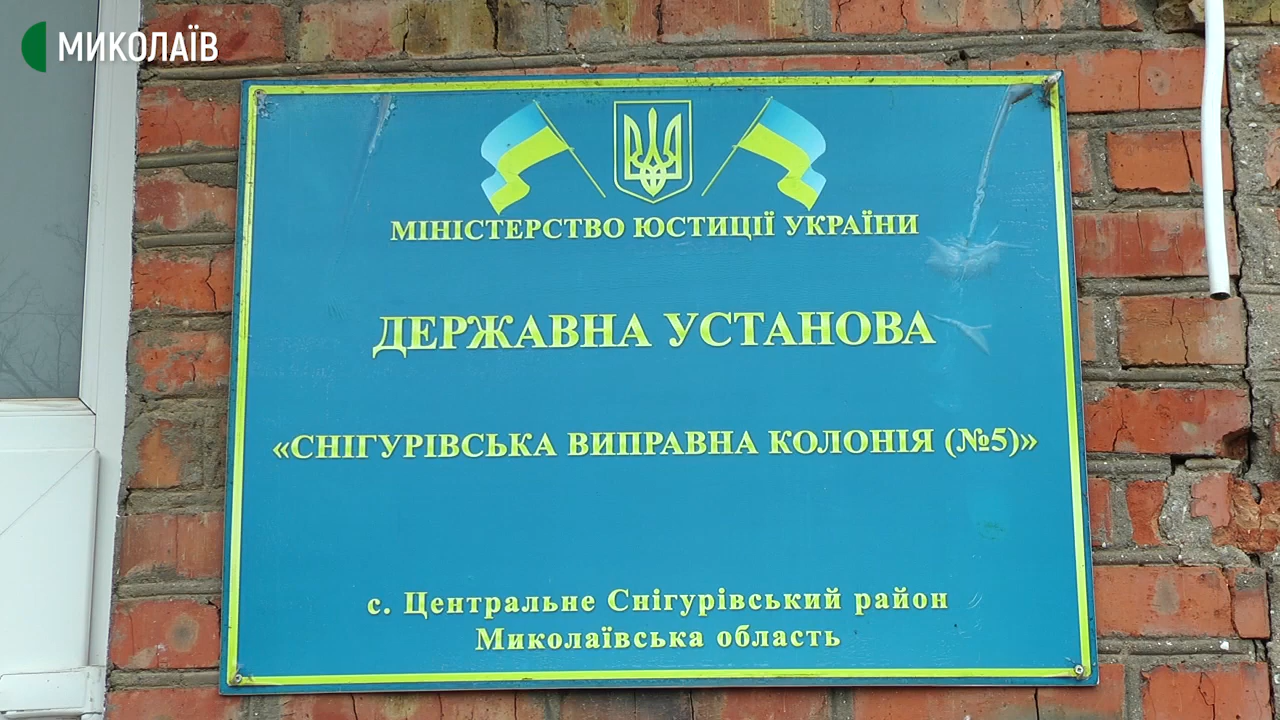 МИКОЛАЇВ
МІНІСТЕРСТВО ЮСТИЦІЇ УКРАЇНИ
ДЕРЖАВНА УСТАНОВА
«СНІГУРІВСЬКА ВИПРАВНА КОЛОНІЯ (№5)»
с. Центральне Снігурівський район
Миколаївська область